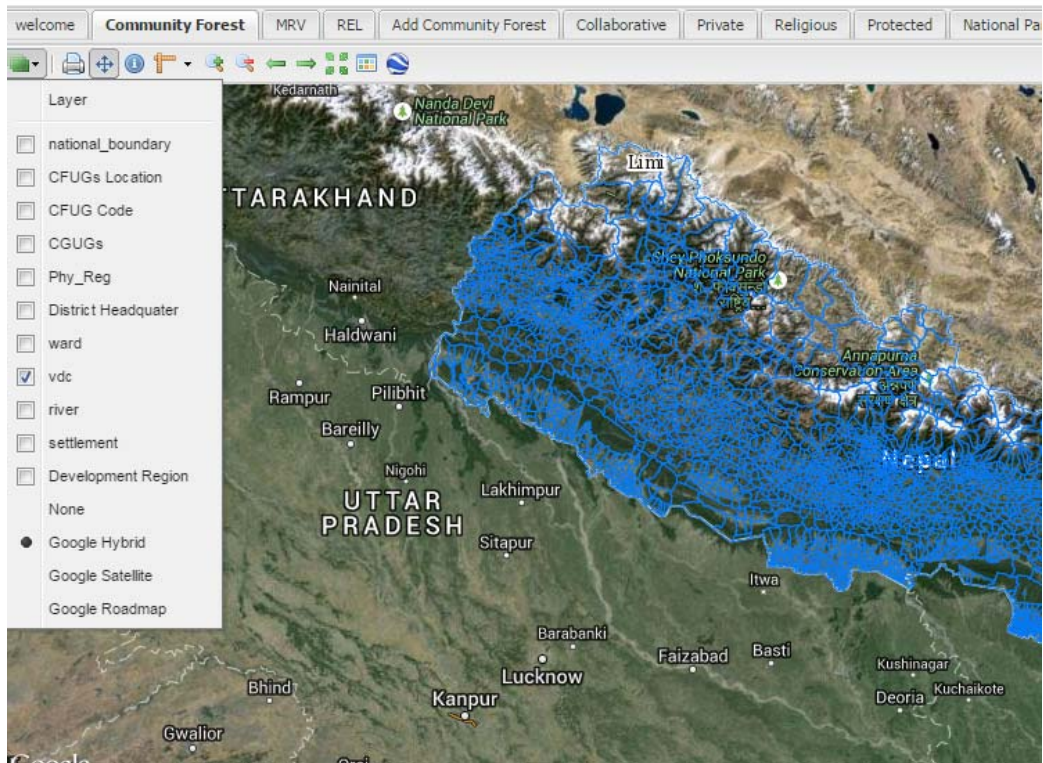 welcome
Community Forest
MRV
REL
Add Community Forest
Collaborative
Private
Religious
Protected
National Pa
Layer
national_boundary
CFUGs Location
CFUG Code
CGUGs
Phy_Reg
District Headquater
ward
vdc
river
settlement
Development Region
None
Google Hybrid
Google Satellite
Google Roadmap
Kedarnath
Nanda Devi
National Park
Limi
TTARAKHAND
Shey Phoksundo
National Park
Nainital
Haldwani
Annapurna
Conservation Area
Rampur
Pilibhit
Bareilly
Nepal
Nigohi
Lakhimpur
UTTAR
PRADESH
Sitapur
Itwa
Barabanki
Faizabad
Basti
Kushinagar
Lucknow
Bhind
Kanpur
Deoria
Kuchaikote
Gwalior
Google